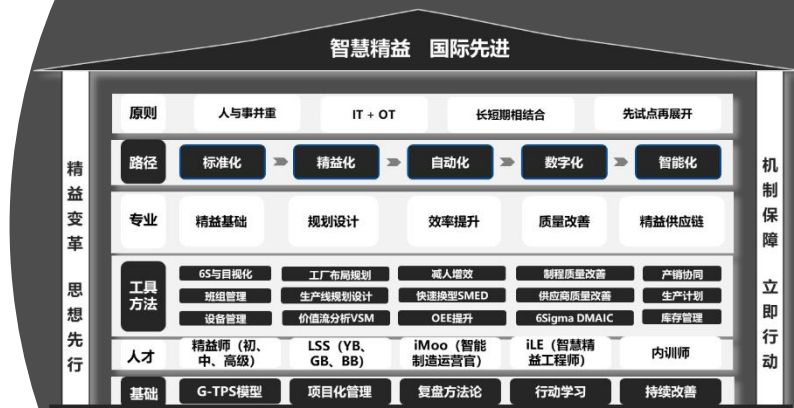 智慧精益 国际先进
精益变革 思想先行
原则 人与事并重 IT + OT 长短期相结合 先试点再展开
路径 标准化 精益化 自动化 数字化 智能化
专业 精益基础 规划设计 效率提升 质量改善 精益供应链
工具
方法
6S与目视化 工厂布局规划 减人增效 制程质量改善 产销协同
班组管理 生产线规划设计 快速换型SMED 供应商质量改善 生产计划
设备管理 价值流分析VSM OEE提升 6Sigma DMAIC 库存管理
人才
精益师（初、
中、高级）
LSS（YB、
GB、BB）
iMoo（智能
制造运营官）
iLE（智慧精
益工程师）
内训师
基础 G-TPS模型 项目化管理 复盘方法论 行动学习 持续改善
机制保障 立即行动